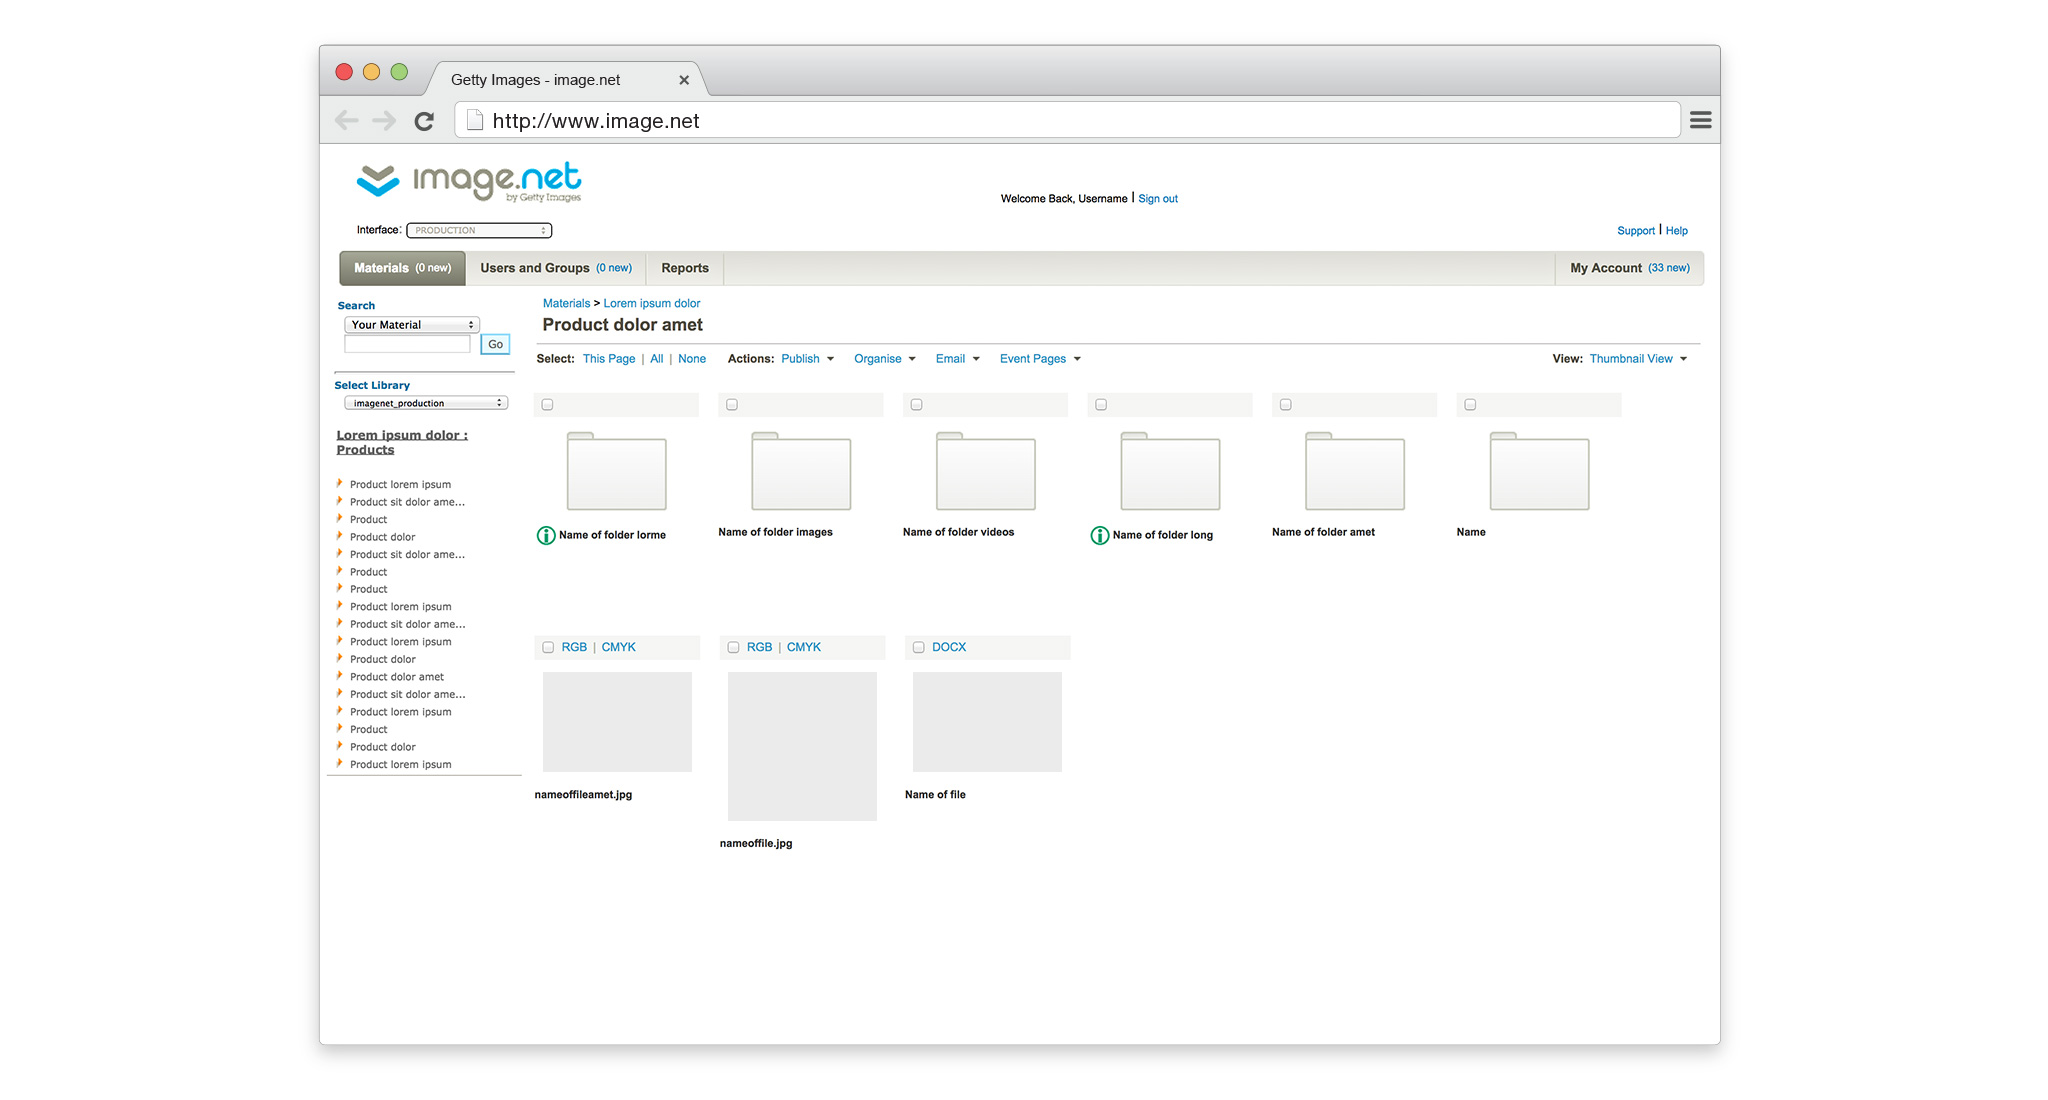 Getty Images - image.net
http://www.image.net
image.net
by Getty Images
Welcome Back, Username | Sign out
Interface: PRODUCTION
Support | Help
Materials (0 new) Users and Groups (0 new) Reports My Account (33 new)
Search
Your Material
Go
Select Library
imagenet_production
Lorem ipsum dolor :
Products
Product lorem ipsum
Product sit dolor ame...
Product
Product dolor
Product sit dolor ame...
Product
Product
Product lorem ipsum
Product sit dolor ame...
Product lorem ipsum
Product dolor
Product dolor amet
Product sit dolor ame...
Product lorem ipsum
Product
Product dolor
Product lorem ipsum
Materials > Lorem ipsum dolor
Product dolor amet
Select: This Page | All | None Actions: Publish Organise Email Event Pages View: Thumbnail View
Name of folder lorme Name of folder images Name of folder videos Name of folder long Name of folder amet Name
RGB | CMYK RGB | CMYK DOCX
nameoffileamet.jpg Name of file
nameoffile.jpg